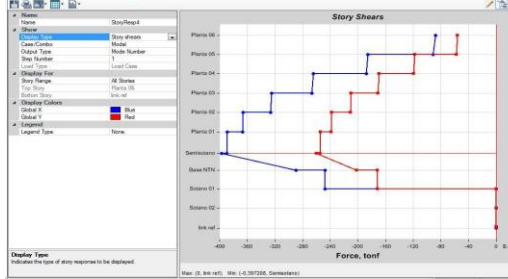 Name
Name StoryResp4
Show
Display Type Story shears
Case/Combo Modal
Output Type Mode Number
Step Number 1
Load Type Load Case
Display For
Story Range All Stories
Top Story Planta 06
Bottom Story link ref
Display Colors
Global X Blue
Global Y Red
Legend
Legend Type None
Display Type
Indicates the type of story response to be displayed.
Story Shears
Planta 06
Planta 05
Planta 04
Planta 03
Planta 02
Planta 01
Semisotano
Base NTN
Sotano 01
Sotano 02
link ref
-400 -360 -320 -280 -240 -200 -160 -120 -80 -40 0
Force, tonf
Max: (0, link ref); Min: (-0,397288, Semisotano)